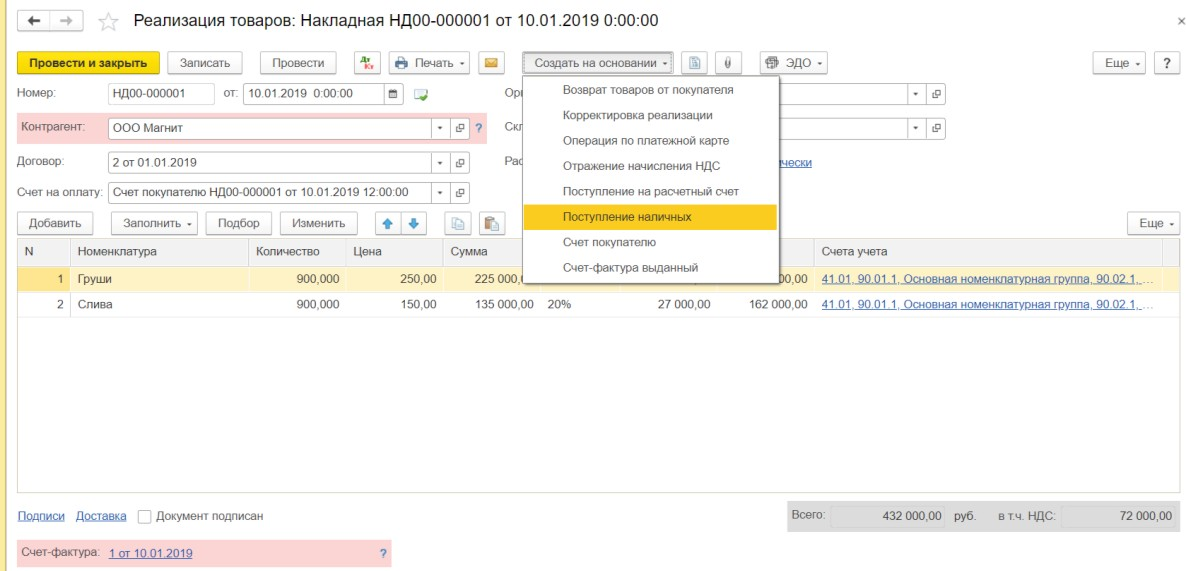 Реализация товаров: Накладная НД00-000001 от 10.01.2019 0:00:00
Провести и закрыть Записать Провести Печать Создать на основании ЭДО Еще ?
Номер: НД00-000001 от: 10.01.2019 0:00:00
Контрагент: ООО Магнит ?
Договор: 2 от 01.01.2019
Счет на оплату: Счет покупателю НД00-000001 от 10.01.2019 12:00:00
Возврат товаров от покупателя
Корректировка реализации
Операция по платежной карте
Отражение начисления НДС
Поступление на расчетный счет
Поступление наличных
Счет покупателю
Счет-фактура выданный
Добавить Заполнить Подбор Изменить Еще
N Номенклатура Количество Цена Сумма Счета учета
1 Груши 900,000 250,00 225 000, 00,00 41.01, 90.01.1, Основная номенклатурная группа, 90.02.1, ...
2 Слива 900,000 150,00 135 000,00 20% 27 000,00 162 000,00 41.01, 90.01.1, Основная номенклатурная группа, 90.02.1, ...
Подписи Доставка Документ подписан
Всего: 432 000,00 руб. в т.ч. НДС: 72 000,00
Счет-фактура: 1 от 10.01.2019 ?